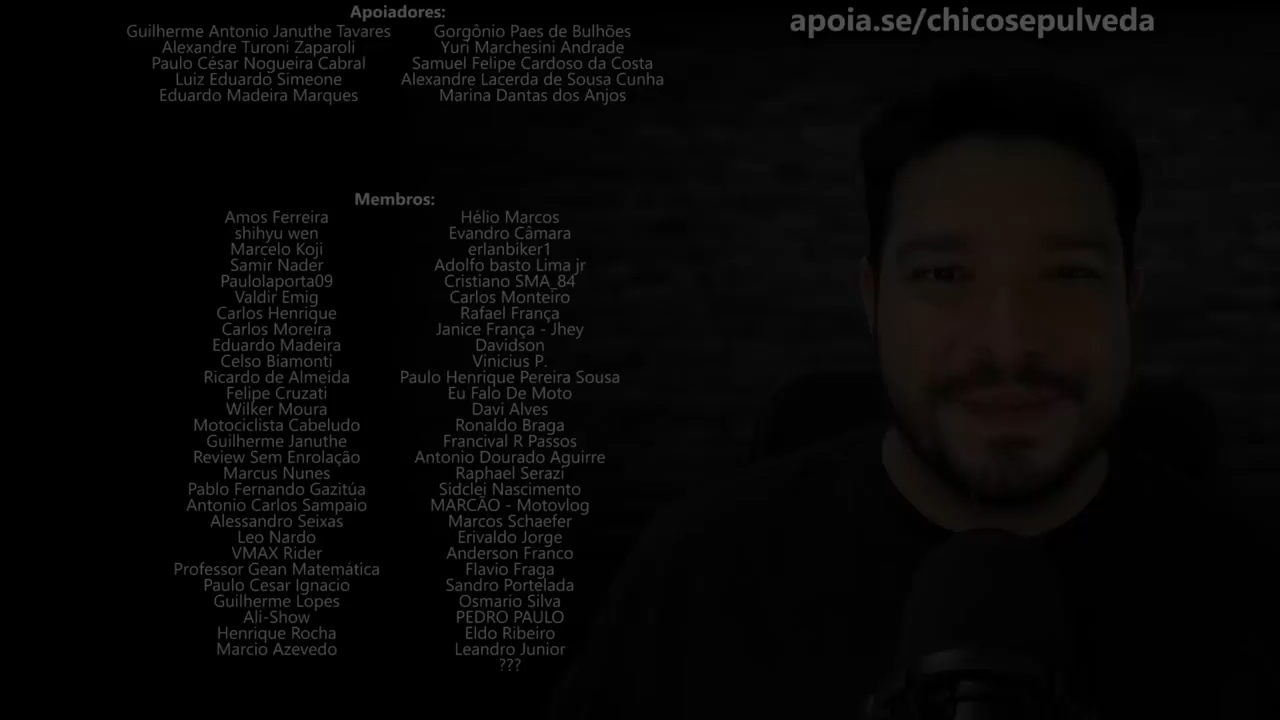 Apoiadores:
Guilherme Antonio Januthe Tavares
Alexandre Turoni Zaparoli
Paulo César Nogueira Cabral
Luiz Eduardo Simeone
Eduardo Madeira Marques
Gorgônio Paes de Bulhões
Yuri Marchesini Andrade
Samuel Felipe Cardoso da Costa
Alexandre Lacerda de Sousa Cunha
Marina Dantas dos Anjos
apoia.se/chicosepulveda
Membros:
Amos Ferreira
shihyu wen
Marcelo Koji
Samir Nader
Paulolaporta09
Valdir Emig
Carlos Henrique
Carlos Moreira
Eduardo Madeira
Celso Biamonti
Ricardo de Almeida
Felipe Cruzati
Wilker Moura
Motociclista Cabeludo
Guilherme Januthe
Review Sem Enrolação
Marcus Nunes
Pablo Fernando Gazitúa
Antonio Carlos Sampaio
Alessandro Seixas
Leo Nardo
VMAX Rider
Professor Gean Matemática
Paulo Cesar Ignacio
Guilherme Lopes
Ali-Show
Henrique Rocha
Marcio Azevedo
Hélio Marcos
Evandro Câmara
erlanbiker1
Adolfo basto Lima jr
Cristiano SMA_84
Carlos Monteiro
Rafael França
Janice França - Jhey
Davidson
Vinicius P.
Paulo Henrique Pereira Sousa
Eu Falo De Moto
Davi Alves
Ronaldo Braga
Francival R Passos
Antonio Dourado Aguirre
Raphael Serazi
Sidclei Nascimento
MARCÃO - Motovlog
Marcos Schaefer
Erivaldo Jorge
Anderson Franco
Flavio Fraga
Sandro Portelada
Osmario Silva
PEDRO PAULO
Eldo Ribeiro
Leandro Junior
???